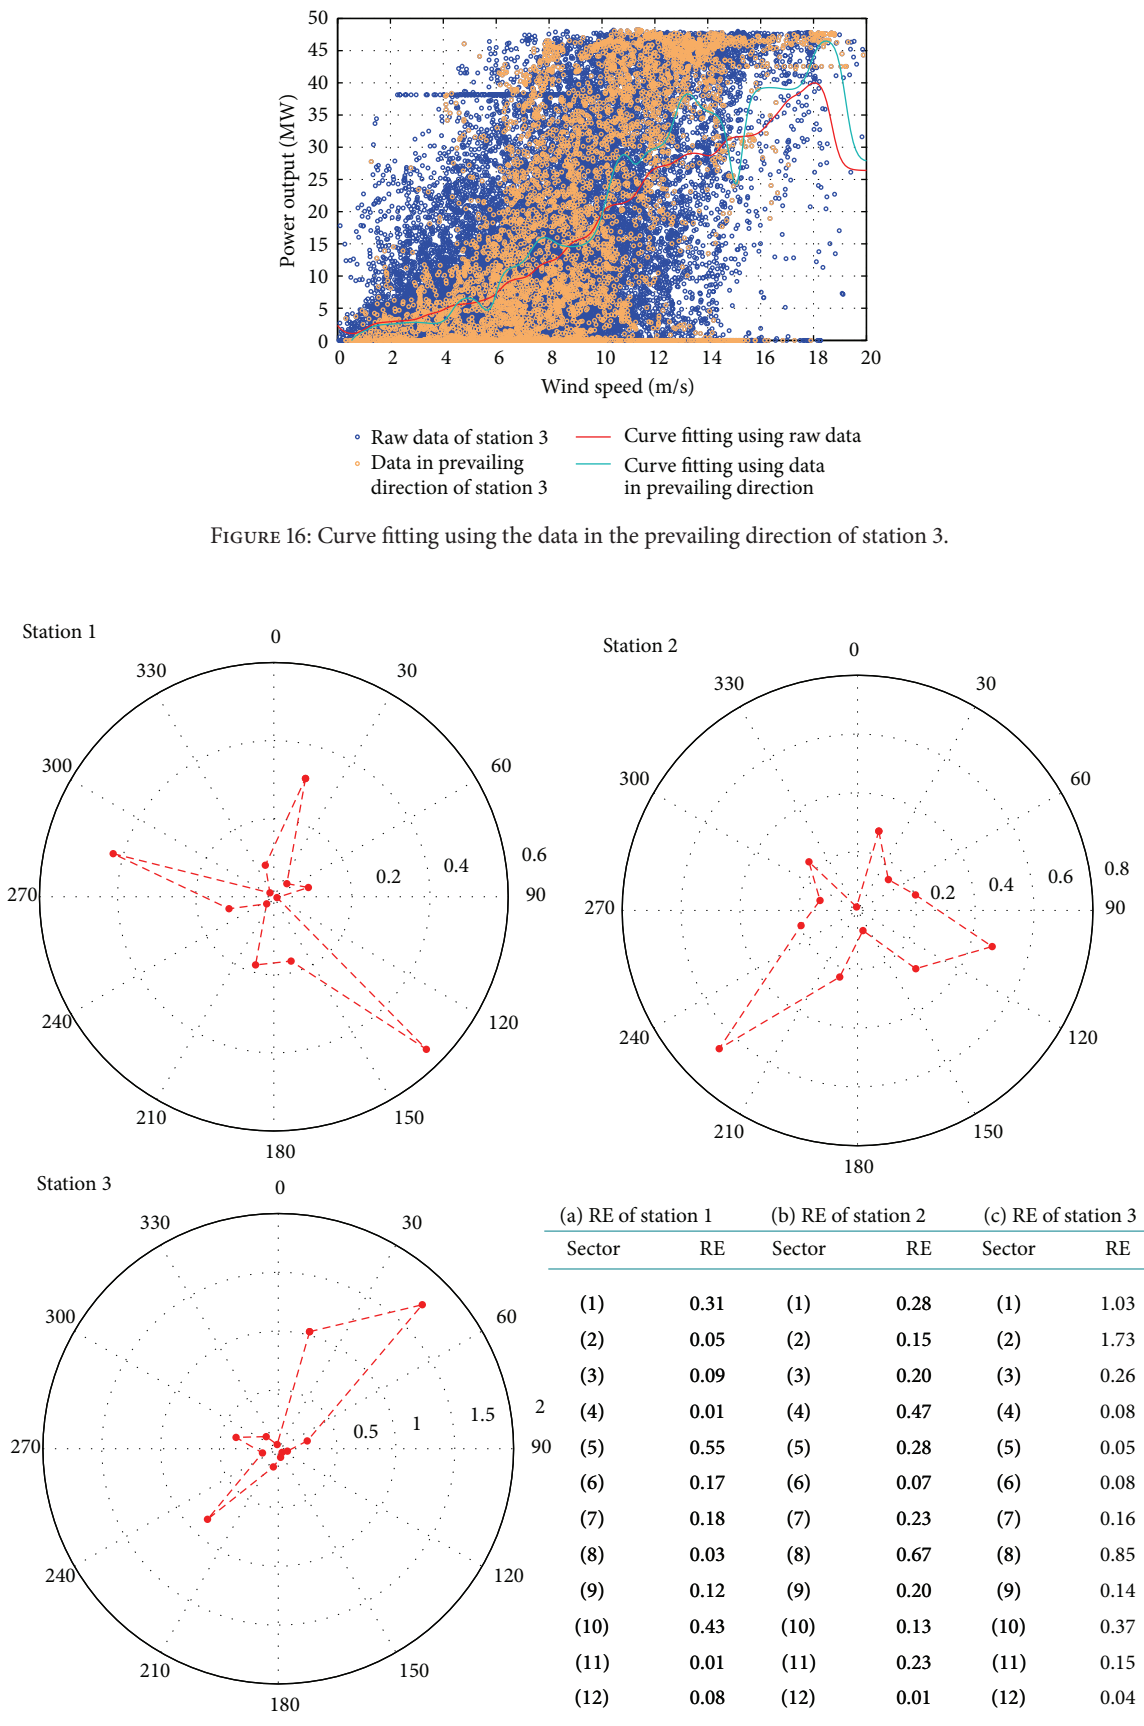 50
45
40
35
30
25
20
15
10
5
0
Power output (MW)
0 2 4 6 8 10 12 14 16 18 20
Wind speed (m/s)
Raw data of station 3
Data in prevailing
direction of station 3
Curve fitting using raw data
Curve fitting using data
in prevailing direction
FIGURE 16: Curve fitting using the data in the prevailing direction of station 3.
Station 1
0
330 30
300 60
0.2 0.4 0.6
270 90
240 120
210 150
180
Station 2
0
330 30
300 60
0.2 0.4 0.6 0.8
270 90
240 120
210 150
180
Station 3
0
330 30
300 60
0.5 1 1.5 2
270 90
240 120
210 150
180
(a) RE of station 1 (b) RE of station 2 (c) RE of station 3
Sector RE Sector RE Sector RE
(1) 0.31 (1) 0.28 (1) 1.03
(2) 0.05 (2) 0.15 (2) 1.73
(3) 0.09 (3) 0.20 (3) 0.26
(4) 0.01 (4) 0.47 (4) 0.08
(5) 0.55 (5) 0.28 (5) 0.05
(6) 0.17 (6) 0.07 (6) 0.08
(7) 0.18 (7) 0.23 (7) 0.16
(8) 0.03 (8) 0.67 (8) 0.85
(9) 0.12 (9) 0.20 (9) 0.14
(10) 0.43 (10) 0.13 (10) 0.37
(11) 0.01 (11) 0.23 (11) 0.15
(12) 0.08 (12) 0.01 (12) 0.04